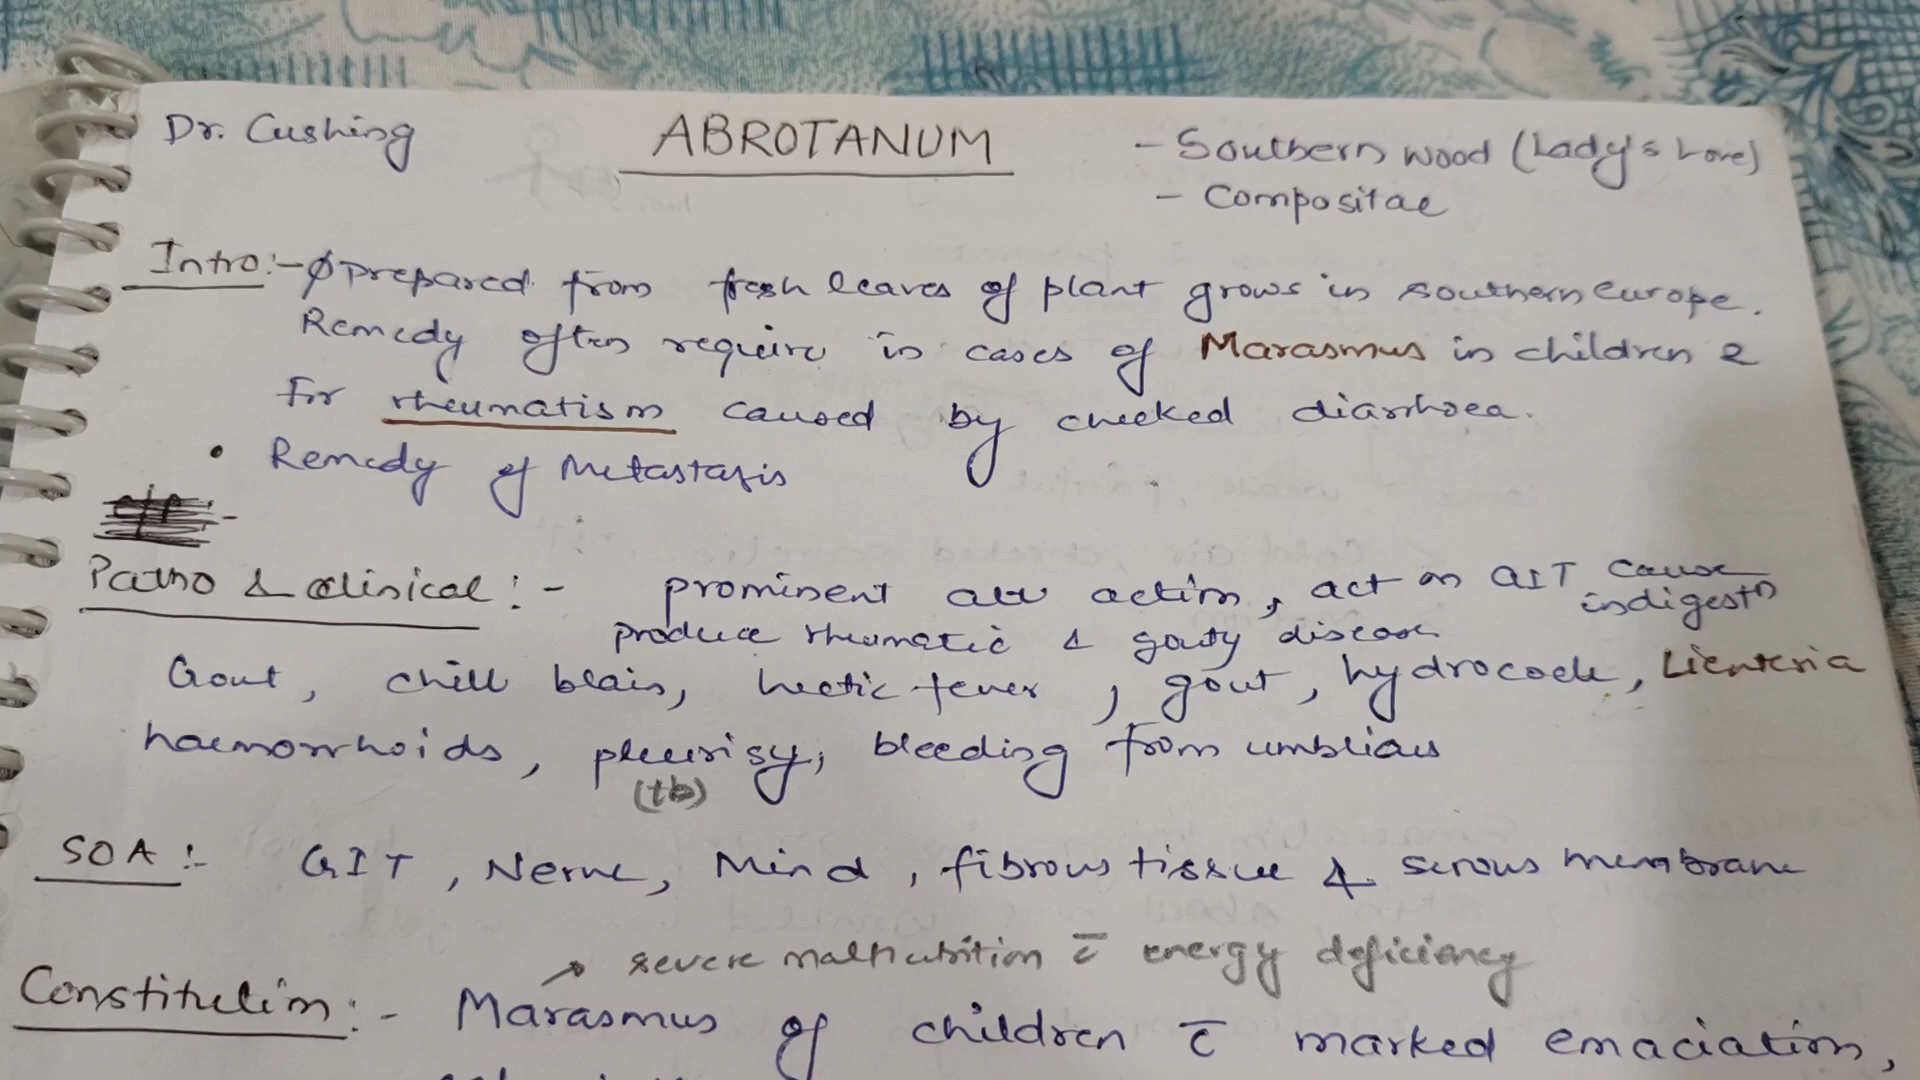 Dr. Cushing
ABROTANUM
- Southern wood (Lady's Love)
- Compositae
Intro:- φ prepared from fresh leaves of plant grows in southern europe.
Remedy often require in cases of Marasmus in children &
for rheumatism caused by checked diarrhoea.
• Remedy of Metastasis
Patho & clinical :- prominent action, act on GIT cause
indigestn
produce rheumatic & gouty disease
Gout, chill blain, hectic fever, gout, hydrocoele, Lienteria
haemorrhoids, pleurisy, bleeding from umblicus
(tb)
SOA :- GIT, Nerve, Mind, fibrous tissue & serous membrane
→ severe malnutrition c̅ energy deficiency
Constitution :- Marasmus of children c̅ marked emaciation,